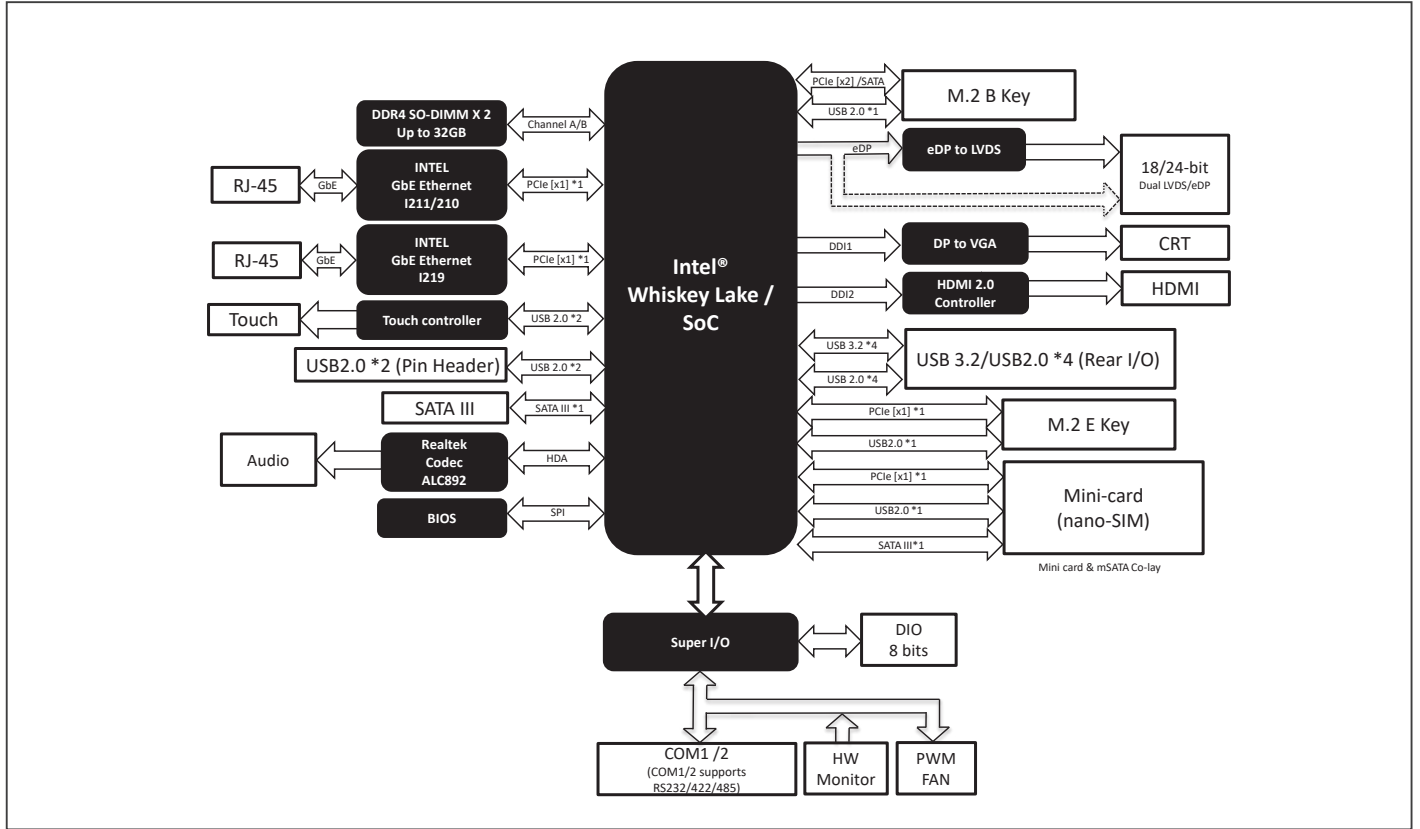 DDR4 SO-DIMM X 2
Up to 32GB
Channel A/B
RJ-45
GbE
INTEL
GbE Ethernet
I211/210
PCIe [x1] *1
RJ-45
GbE
INTEL
GbE Ethernet
I219
PCIe [x1] *1
Touch
Touch controller
USB 2.0 *2
USB2.0 *2 (Pin Header)
USB 2.0 *2
SATA III
SATA III *1
Audio
Realtek
Codec
ALC892
HDA
BIOS
SPI
Intel®
Whiskey Lake /
SoC
PCIe [x2] /SATA
USB 2.0 *1
M.2 B Key
eDP
eDP to LVDS
18/24-bit
Dual LVDS/eDP
DDI1
DP to VGA
CRT
DDI2
HDMI 2.0
Controller
HDMI
USB 3.2 *4
USB 2.0 *4
USB 3.2/USB2.0 *4 (Rear I/O)
PCIe [x1] *1
USB2.0 *1
M.2 E Key
PCIe [x1] *1
USB2.0 *1
SATA III*1
Mini-card
(nano-SIM)
Mini card & mSATA Co-lay
Super I/O
DIO
8 bits
COM1 /2
(COM1/2 supports
RS232/422/485)
HW
Monitor
PWM
FAN